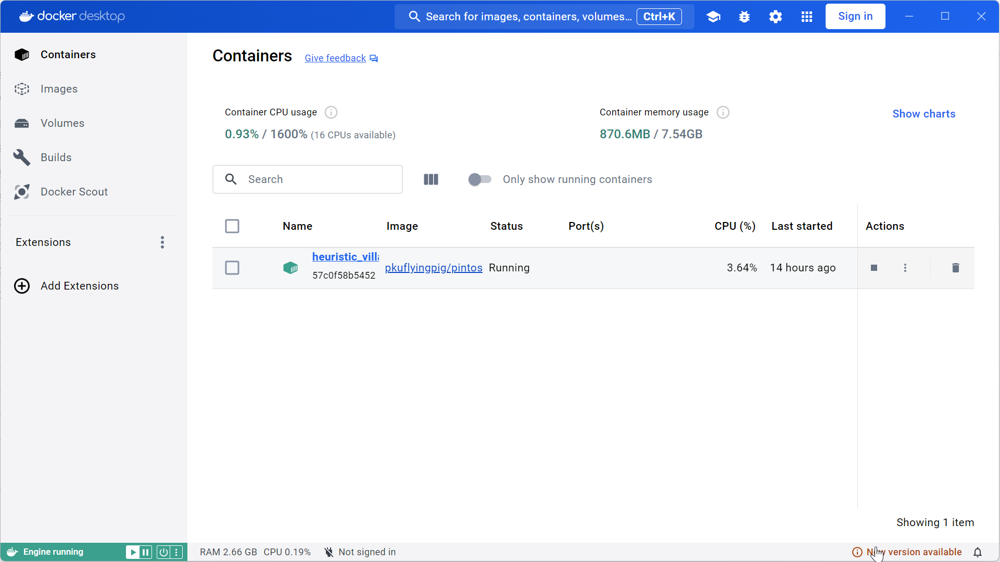 docker desktop
Search for images, containers, volumes... Ctrl+K
Sign in
Containers
Images
Volumes
Builds
Docker Scout
Extensions
Add Extensions
Containers Give feedback
Container CPU usage
0.93% / 1600% (16 CPUs available)
Container memory usage
870.6MB / 7.54GB
Show charts
Search
Only show running containers
Name Image Status Port(s) CPU (%) Last started Actions
heuristic_villa
57c0f58b5452
pkuflyingpig/pintos Running 3.64% 14 hours ago
Showing 1 item
Engine running
RAM 2.66 GB CPU 0.19% Not signed in
New version available